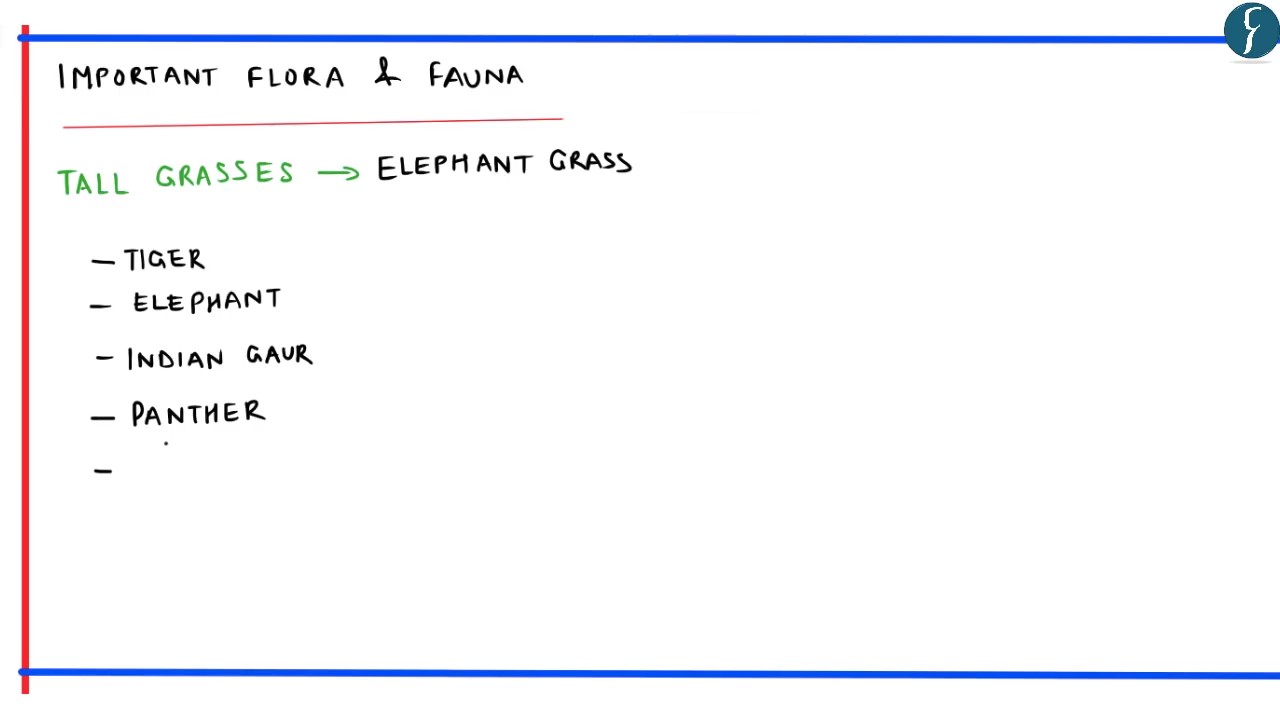 IMPORTANT FLORA & FAUNA
TALL GRASSES → ELEPHANT GRASS
— TIGER
— ELEPHANT
— INDIAN GAUR
— PANTHER
—